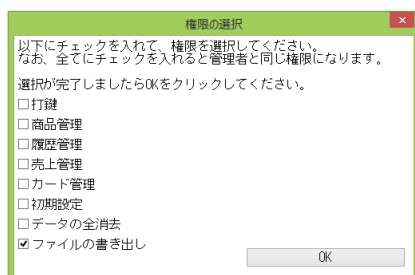 権限の選択
以下にチェックを入れて、権限を選択してください。
なお、全てにチェックを入れると管理者と同じ権限になります。
選択が完了しましたらOKをクリックしてください。
打鍵
商品管理
履歴管理
売上管理
カード管理
初期設定
データの全消去
ファイルの書き出し
OK